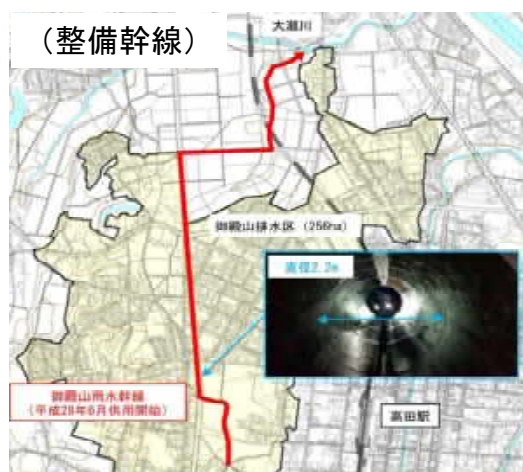 （整備幹線）
大瀬川
御殿山排水区（256ha）
直径2.2m
御殿山雨水幹線
（平成28年6月供用開始）
高田駅